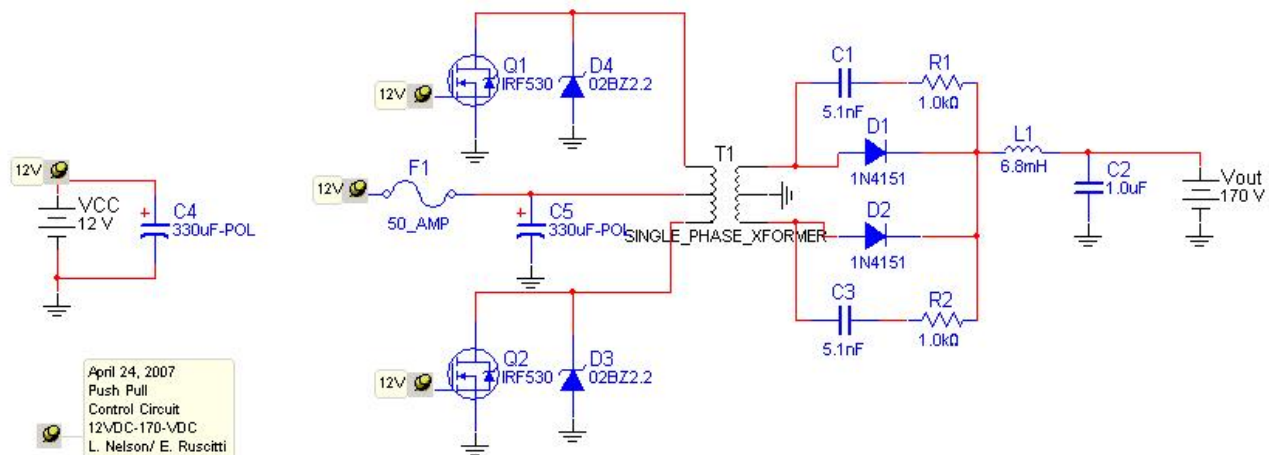 Q1
IRF530
D4
02BZ2.2
12V
C1
5.1nF
R1
1.0kΩ
D1
1N4151
T1
L1
6.8mH
C2
1.0uF
Vout
170 V
12V
VCC
12 V
C4
330uF-POL
12V
F1
50_AMP
C5
330uF-POL
SINGLE_PHASE_XFORMER
D2
1N4151
C3
5.1nF
R2
1.0kΩ
Q2
IRF530
D3
02BZ2.2
12V
April 24, 2007
Push Pull
Control Circuit
12VDC-170-VDC
L. Nelson/ E. Ruscitti
+
+